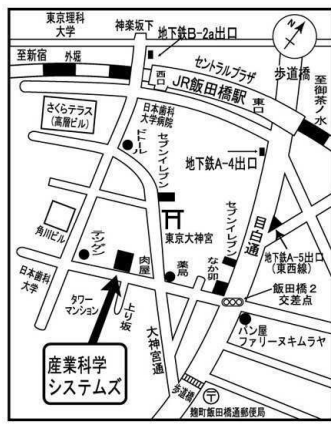 東京理科
大学
神楽坂下
地下鉄B-2a出口
N
至新宿
外堀
セントラルプラザ
歩道橋
西口
JR飯田橋駅
東口
至御茶ノ水
さくらテラス
(高層ビル)
日本歯科
大学病院
ドトール
セブンイレブン
地下鉄A-4出口
角川ビル
東京大神宮
セブンイレブン
目白通
地下鉄A-5出口
(東西線)
テツゲン
肉屋
薬局
なか卯
飯田橋2
交差点
日本歯科
大学
タワー
マンション
上り坂
大神宮通
パン屋
ファリーヌキムラヤ
産業科学
システムズ
歩道橋
〒
麹町飯田橋通郵便局